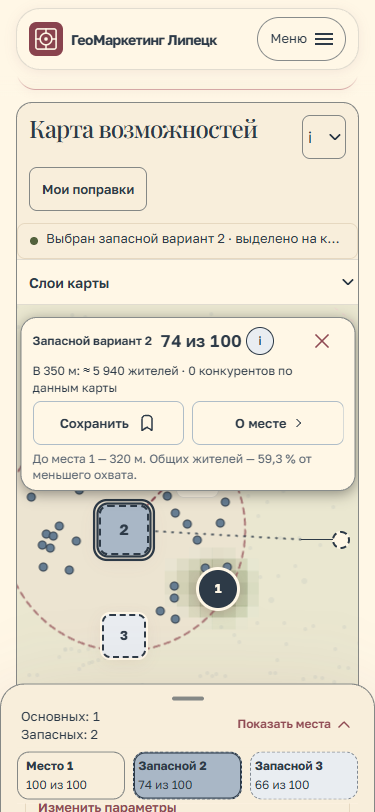 ГеоМаркетинг Липецк
Меню
Карта возможностей
i
Мои поправки
Выбран запасной вариант 2 · выделено на к...
Слои карты
Запасной вариант 2 74 из 100 i
В 350 м: ≈ 5 940 жителей · 0 конкурентов по
данным карты
Сохранить
О месте
До места 1 — 320 м. Общих жителей — 59,3 % от
меньшего охвата.
2
1
3
Основных: 1
Запасных: 2
Показать места
Место 1
100 из 100
Запасной 2
74 из 100
Запасной 3
66 из 100
Изменить параметры